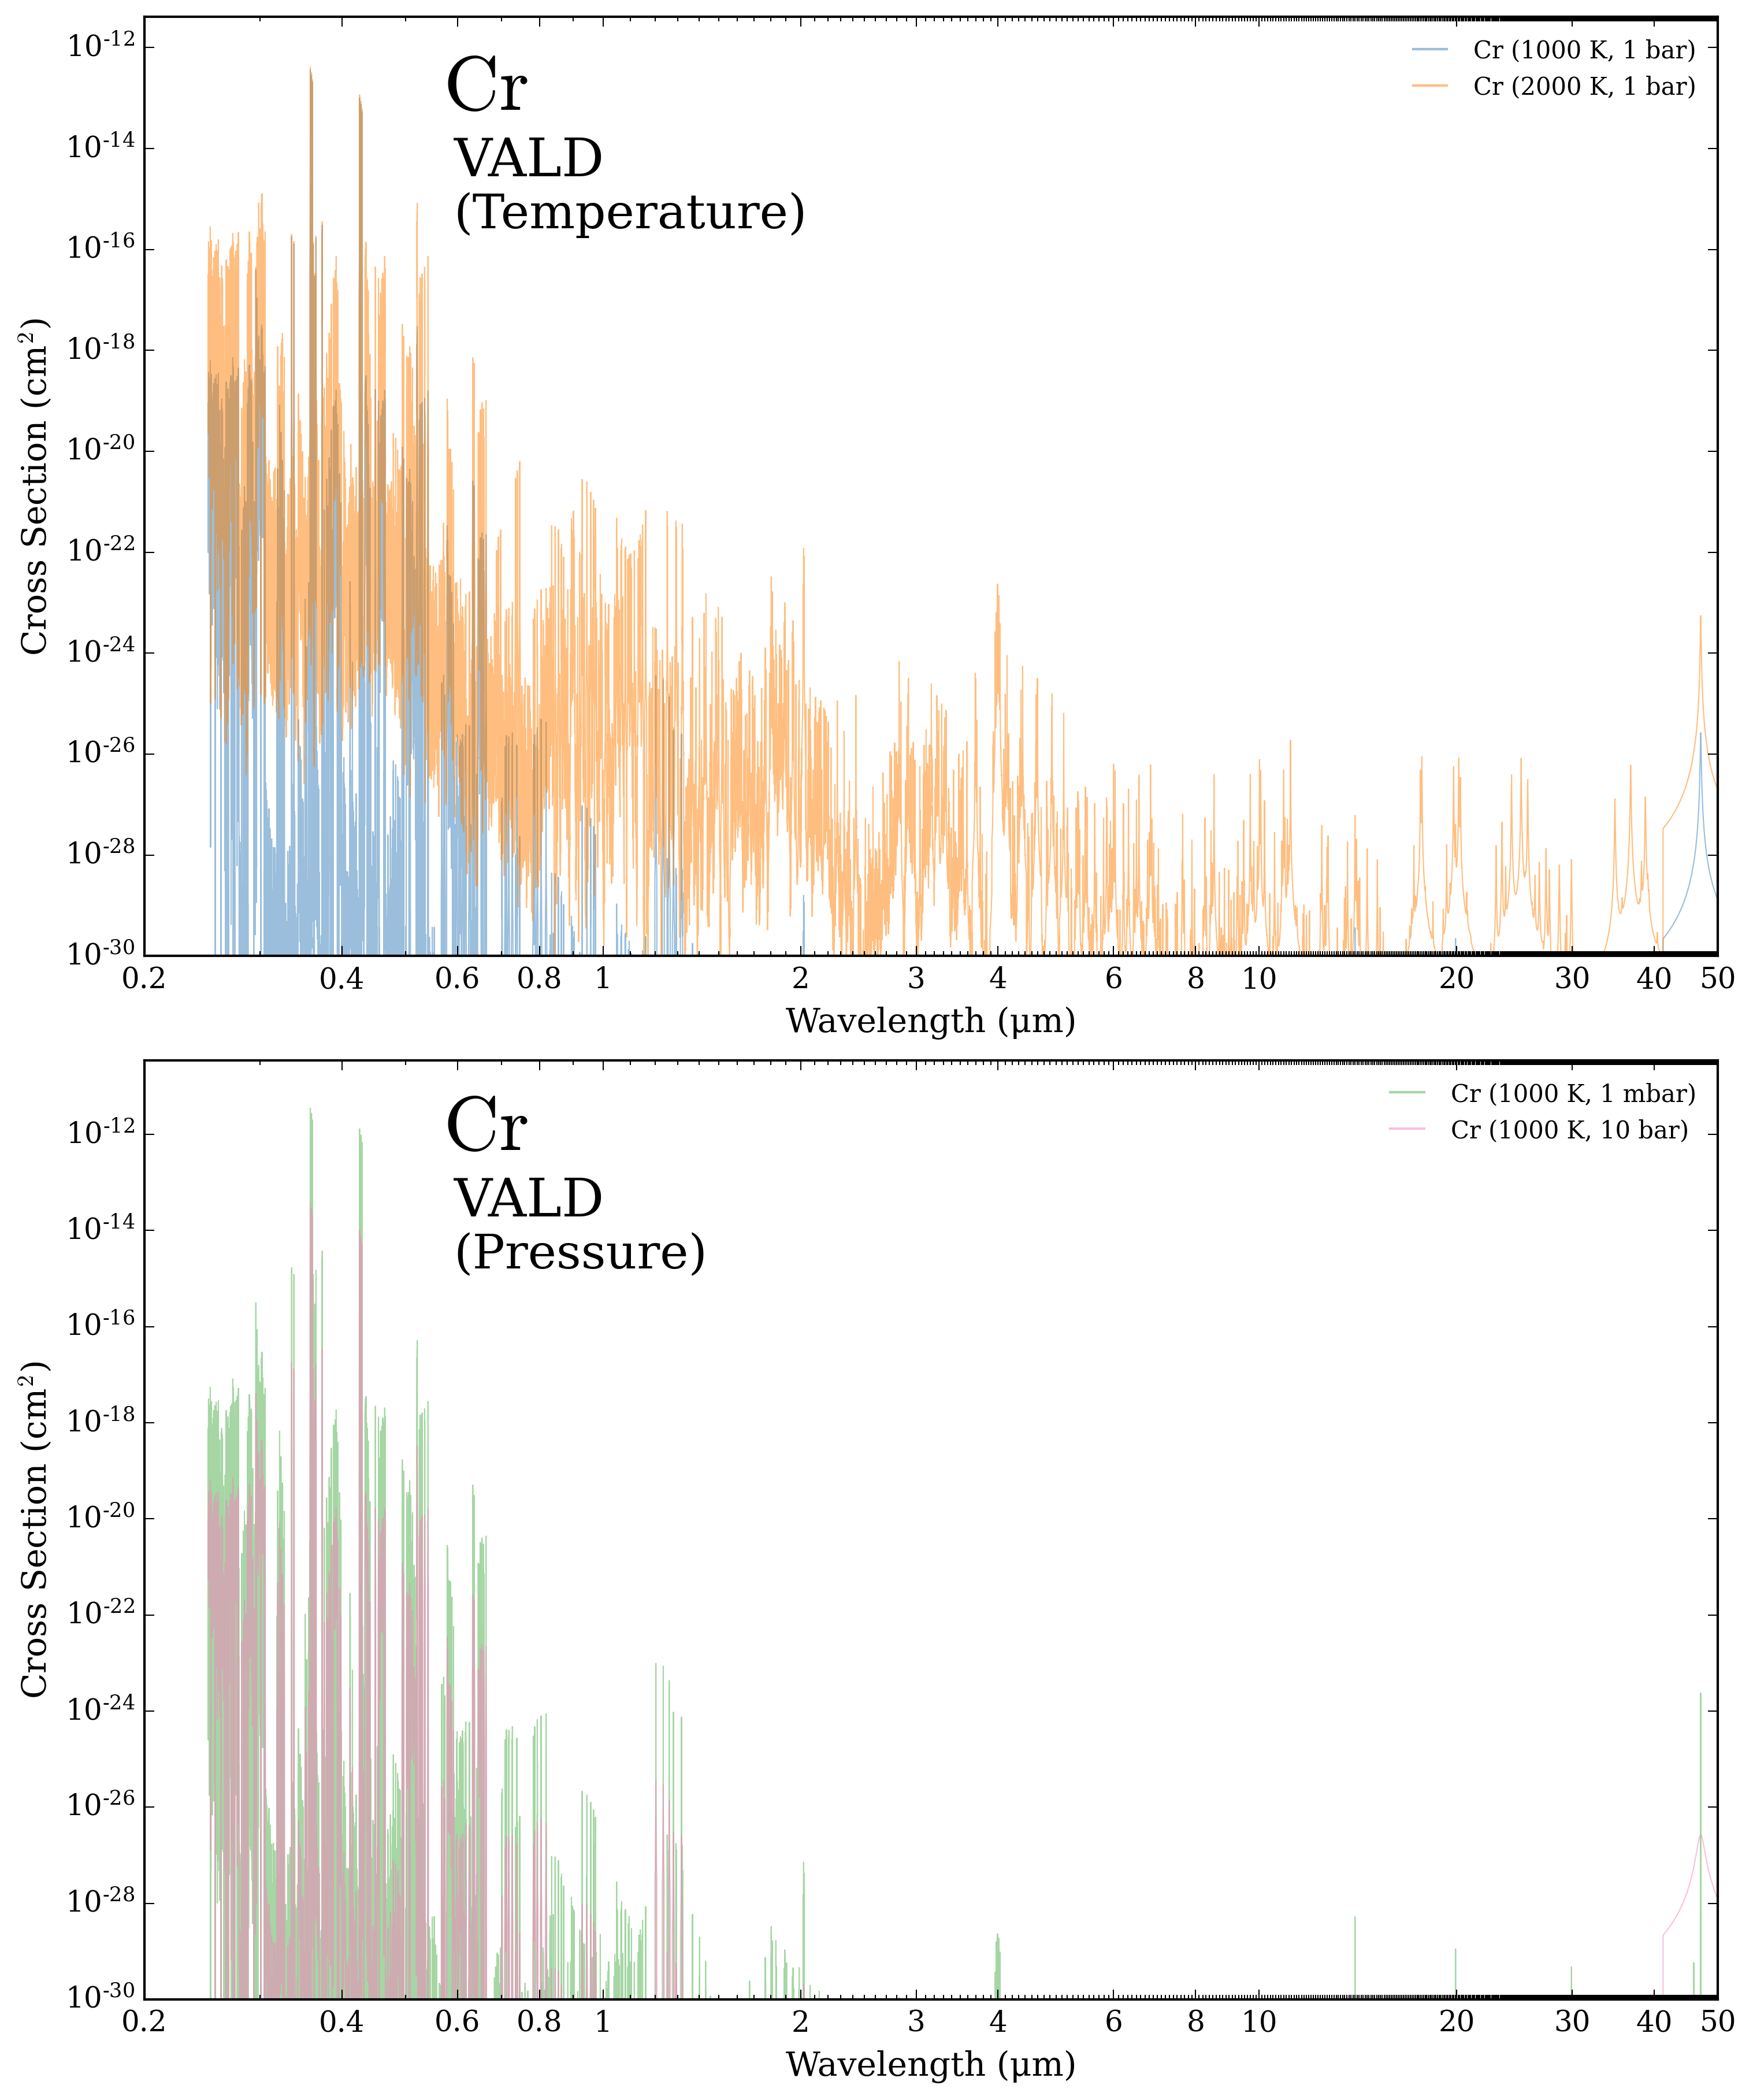 Cr
VALD
(Temperature)
Cr (1000 K, 1 bar)
Cr (2000 K, 1 bar)
Cross Section (cm²)
10⁻¹²
10⁻¹⁴
10⁻¹⁶
10⁻¹⁸
10⁻²⁰
10⁻²²
10⁻²⁴
10⁻²⁶
10⁻²⁸
10⁻³⁰
0.2 0.4 0.6 0.8 1 2 3 4 6 8 10 20 30 40 50
Wavelength (μm)
Cr
VALD
(Pressure)
Cr (1000 K, 1 mbar)
Cr (1000 K, 10 bar)
Cross Section (cm²)
10⁻¹²
10⁻¹⁴
10⁻¹⁶
10⁻¹⁸
10⁻²⁰
10⁻²²
10⁻²⁴
10⁻²⁶
10⁻²⁸
10⁻³⁰
0.2 0.4 0.6 0.8 1 2 3 4 6 8 10 20 30 40 50
Wavelength (μm)